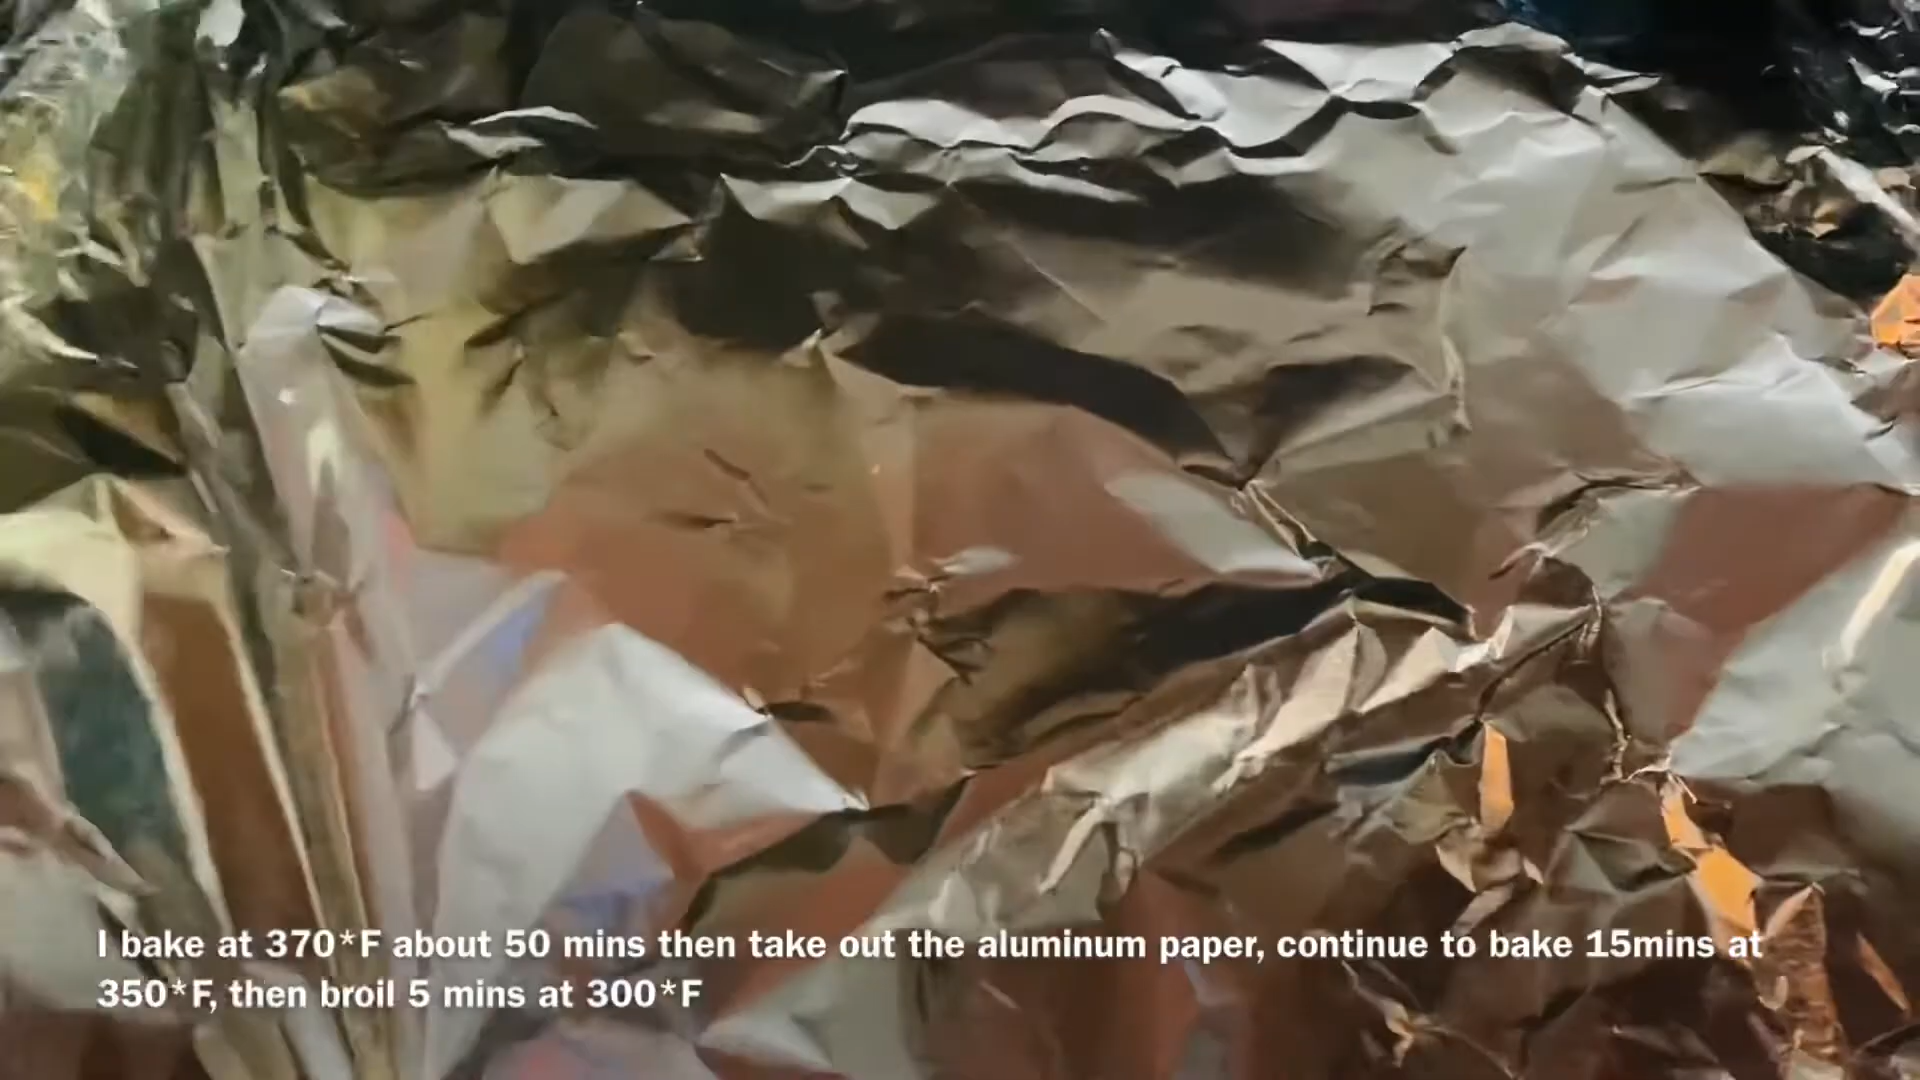 I bake at 370*F about 50 mins then take out the aluminum paper, continue to bake 15mins at
350*F, then broil 5 mins at 300*F